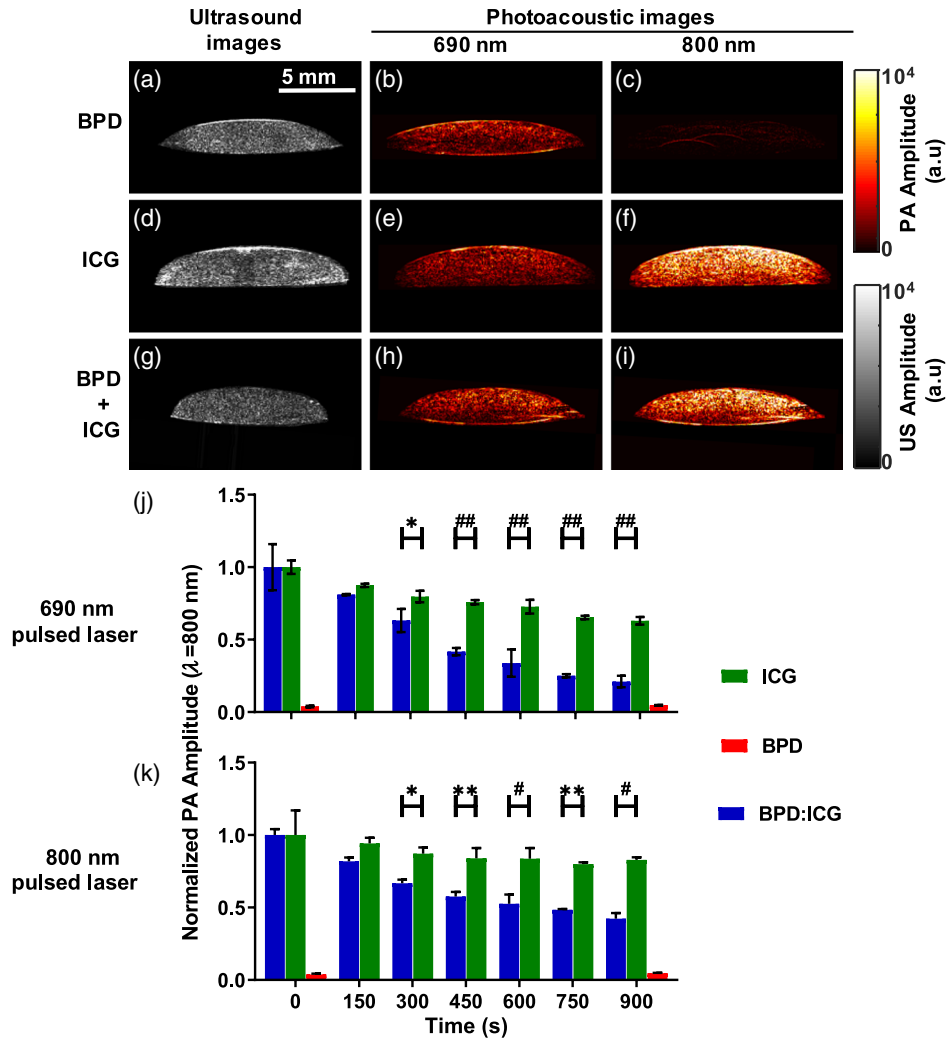 Ultrasound
images
Photoacoustic images
690 nm
800 nm
(a)
5 mm
(b)
(c)
BPD
10⁴
PA Amplitude
(a.u)
0
(d)
(e)
(f)
ICG
10⁴
US Amplitude
(a.u)
0
(g)
(h)
(i)
BPD
+
ICG
(j)
690 nm
pulsed laser
Normalized PA Amplitude (λ=800 nm)
1.5
1.0
0.5
0.0
* ## ## ## ##
ICG
BPD
BPD:ICG
(k)
800 nm
pulsed laser
1.5
1.0
0.5
0.0
* ** # ** #
0 150 300 450 600 750 900
Time (s)